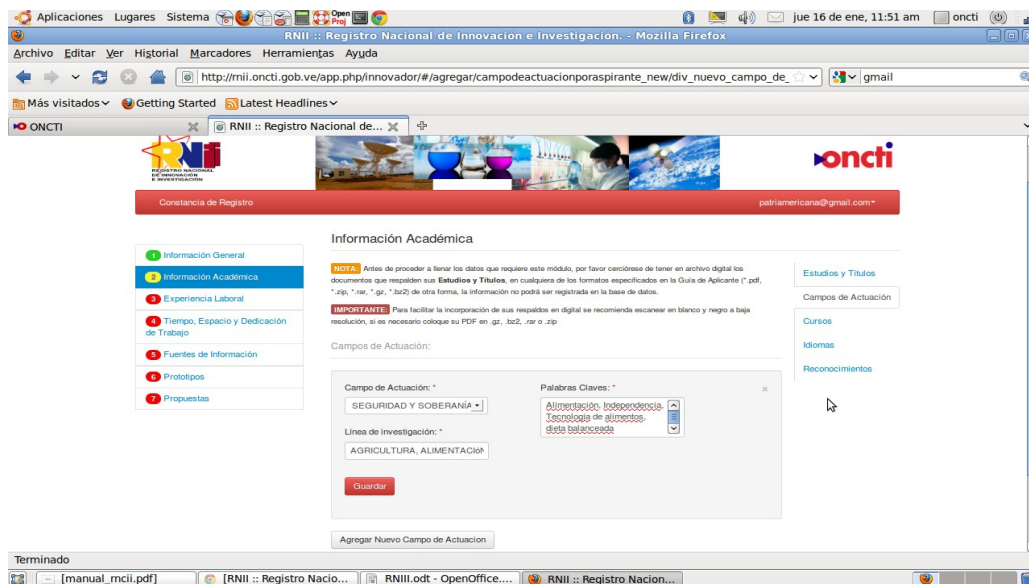 Aplicaciones Lugares Sistema Open Proj jue 16 de ene, 11:51 am oncti
RNII :: Registro Nacional de Innovación e Investigación. - Mozilla Firefox
Archivo Editar Ver Historial Marcadores Herramientas Ayuda
http://rnii.oncti.gob.ve/app.php/innovador/#/agregar/campodeactuacionporaspirante_new/div_nuevo_campo_de_ gmail
Más visitados Getting Started Latest Headlines
ONCTI RNII :: Registro Nacional de...
RNII
REGISTRO NACIONAL
DE INNOVACIÓN
E INVESTIGACIÓN
oncti
Constancia de Registro patriamericana@gmail.com
1 Información General
2 Información Académica
3 Experiencia Laboral
4 Tiempo, Espacio y Dedicación
de Trabajo
5 Fuentes de Información
6 Prototipos
7 Propuestas
Información Académica
NOTA: Antes de proceder a llenar los datos que requiere este módulo, por favor cerciórese de tener en archivo digital los
documentos que respalden sus Estudios y Títulos, en cualquiera de los formatos especificados en la Guía de Aplicante (*.pdf,
*.zip, *.rar, *.gz, *.bz2) de otra forma, la información no podrá ser registrada en la base de datos.
IMPORTANTE: Para facilitar la incorporación de sus respaldos en digital se recomienda escanear en blanco y negro a baja
resolución, si es necesario coloque su PDF en .gz, .bz2, .rar o .zip
Campos de Actuación:
Campo de Actuación: *
SEGURIDAD Y SOBERANÍA
Línea de investigación: *
AGRICULTURA, ALIMENTACIóN
Palabras Claves: *
Alimentación, Independencia,
Tecnologia de alimentos,
dieta balanceada
Guardar
Agregar Nuevo Campo de Actuacion
Estudios y Títulos
Campos de Actuación
Cursos
Idiomas
Reconocimientos
Terminado
[manual_rncii.pdf] [RNII :: Registro Nacio... RNIII.odt - OpenOffice.... RNII :: Registro Nacion...